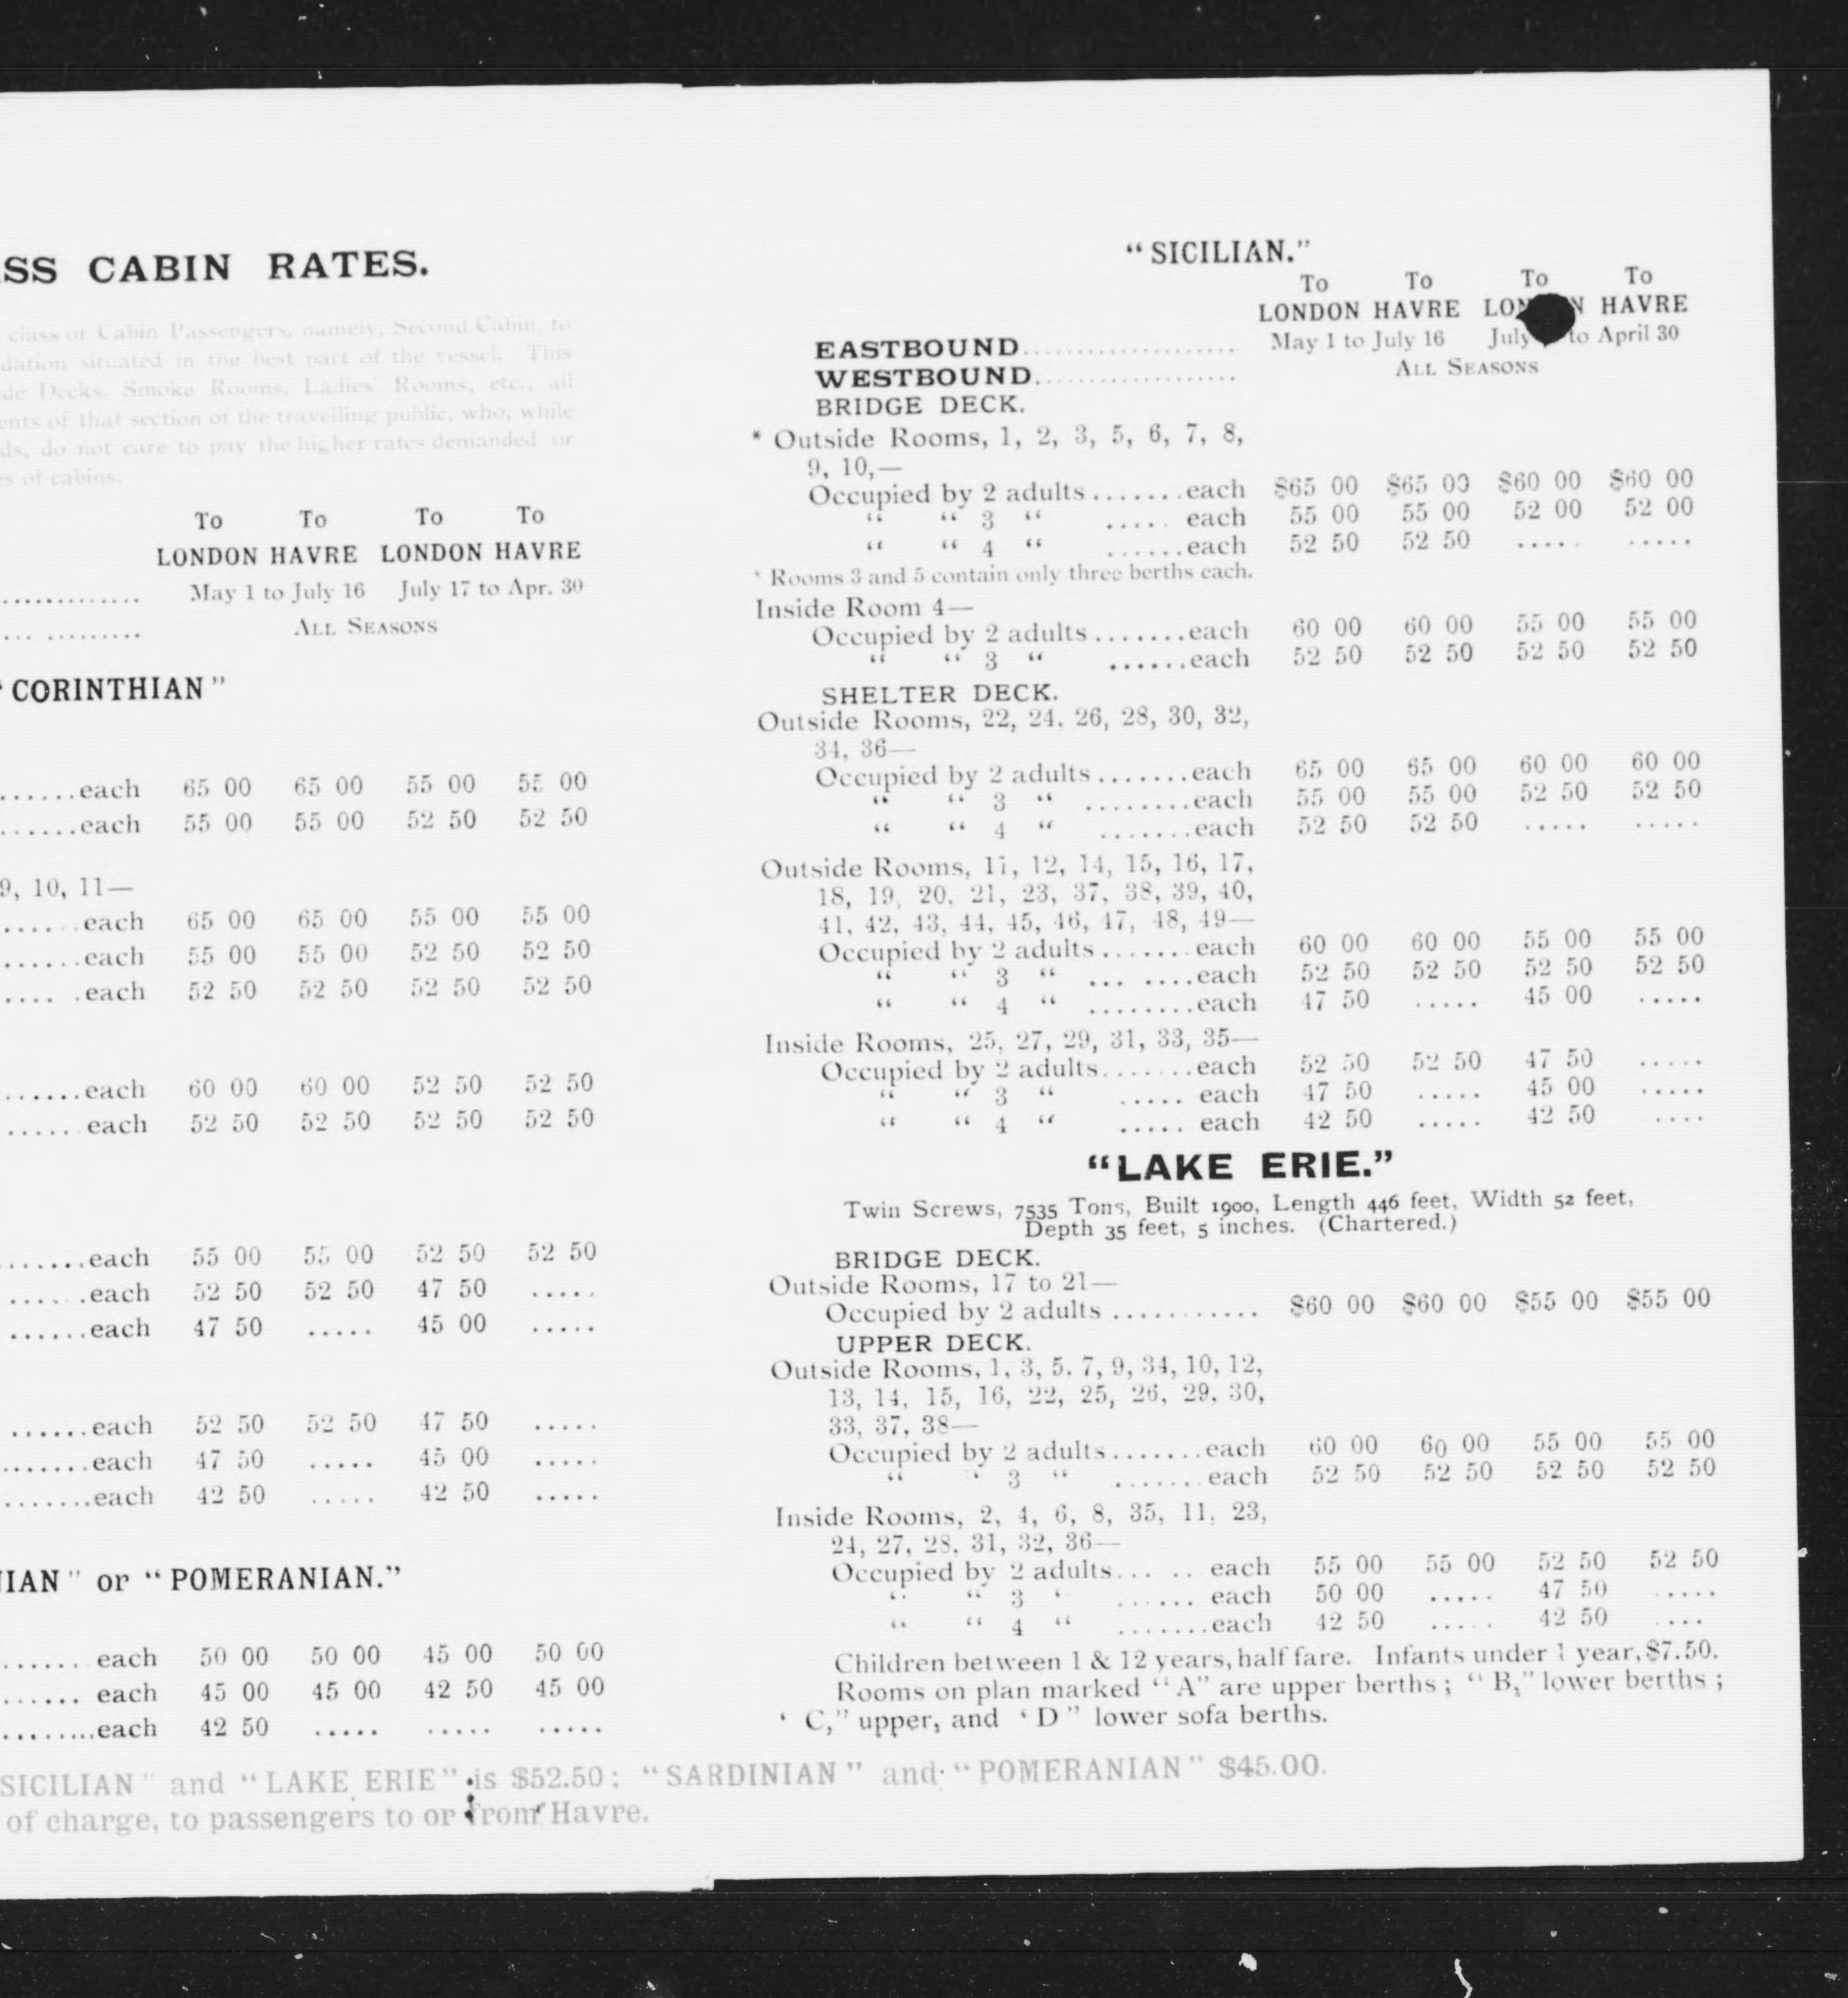 SS CABIN RATES.
class of Cabin Passengers, namely, Second Cabin, to
dation situated in the best part of the vessel. This
de Decks, Smoke Rooms, Ladies' Rooms, etc., all
ents of that section of the travelling public, who, while
ds, do not care to pay the higher rates demanded or
es of cabins.
To To To To
LONDON HAVRE LONDON HAVRE
.............. May 1 to July 16 July 17 to Apr. 30
... ......... ALL SEASONS
"CORINTHIAN"
......each 65 00 65 00 55 00 55 00
......each 55 00 55 00 52 50 52 50
9, 10, 11—
......each 65 00 65 00 55 00 55 00
......each 55 00 55 00 52 50 52 50
.... .each 52 50 52 50 52 50 52 50
......each 60 00 60 00 52 50 52 50
......each 52 50 52 50 52 50 52 50
.......each 55 00 55 00 52 50 52 50
......each 52 50 52 50 47 50 .....
......each 47 50 ..... 45 00 .....
......each 52 50 52 50 47 50 .....
.......each 47 50 ..... 45 00 .....
........each 42 50 ..... 42 50 .....
IAN" or "POMERANIAN."
...... each 50 00 50 00 45 00 50 00
...... each 45 00 45 00 42 50 45 00
.........each 42 50 ..... ..... .....
"SICILIAN."
To To To To
LONDON HAVRE LONDON HAVRE
EASTBOUND.................... May 1 to July 16 July to April 30
WESTBOUND................... ALL SEASONS
BRIDGE DECK.
* Outside Rooms, 1, 2, 3, 5, 6, 7, 8,
9, 10,—
Occupied by 2 adults.......each $65 00 $65 00 $60 00 $60 00
" " 3 " ..... each 55 00 55 00 52 00 52 00
" " 4 " ......each 52 50 52 50 ..... .....
* Rooms 3 and 5 contain only three berths each.
Inside Room 4—
Occupied by 2 adults.......each 60 00 60 00 55 00 55 00
" " 3 " ......each 52 50 52 50 52 50 52 50
SHELTER DECK.
Outside Rooms, 22, 24, 26, 28, 30, 32,
34, 36—
Occupied by 2 adults.......each 65 00 65 00 60 00 60 00
" " 3 " ........each 55 00 55 00 52 50 52 50
" " 4 " .......each 52 50 52 50 ..... .....
Outside Rooms, 11, 12, 14, 15, 16, 17,
18, 19, 20, 21, 23, 37, 38, 39, 40,
41, 42, 43, 44, 45, 46, 47, 48, 49—
Occupied by 2 adults.......each 60 00 60 00 55 00 55 00
" " 3 " ... ....each 52 50 52 50 52 50 52 50
" " 4 " ........each 47 50 ..... 45 00 .....
Inside Rooms, 25, 27, 29, 31, 33, 35—
Occupied by 2 adults.......each 52 50 52 50 47 50 .....
" " 3 " ..... each 47 50 ..... 45 00 .....
" " 4 " ..... each 42 50 ..... 42 50 ....
"LAKE ERIE."
Twin Screws, 7535 Tons, Built 1900, Length 446 feet, Width 52 feet,
Depth 35 feet, 5 inches. (Chartered.)
BRIDGE DECK.
Outside Rooms, 17 to 21—
Occupied by 2 adults ........... $60 00 $60 00 $55 00 $55 00
UPPER DECK.
Outside Rooms, 1, 3, 5, 7, 9, 34, 10, 12,
13, 14, 15, 16, 22, 25, 26, 29, 30,
33, 37, 38—
Occupied by 2 adults.......each 60 00 60 00 55 00 55 00
" " 3 " .......each 52 50 52 50 52 50 52 50
Inside Rooms, 2, 4, 6, 8, 35, 11, 23,
24, 27, 28, 31, 32, 36—
Occupied by 2 adults... .. each 55 00 55 00 52 50 52 50
" " 3 " ...... each 50 00 ..... 47 50 .....
" " 4 " .......each 42 50 ..... 42 50 ....
Children between 1 & 12 years, half fare. Infants under 1 year, $7.50.
Rooms on plan marked "A" are upper berths; "B," lower berths;
' C," upper, and ' D" lower sofa berths.
SICILIAN" and "LAKE ERIE" is $52.50; "SARDINIAN" and "POMERANIAN" $45.00.
of charge, to passengers to or from Havre.